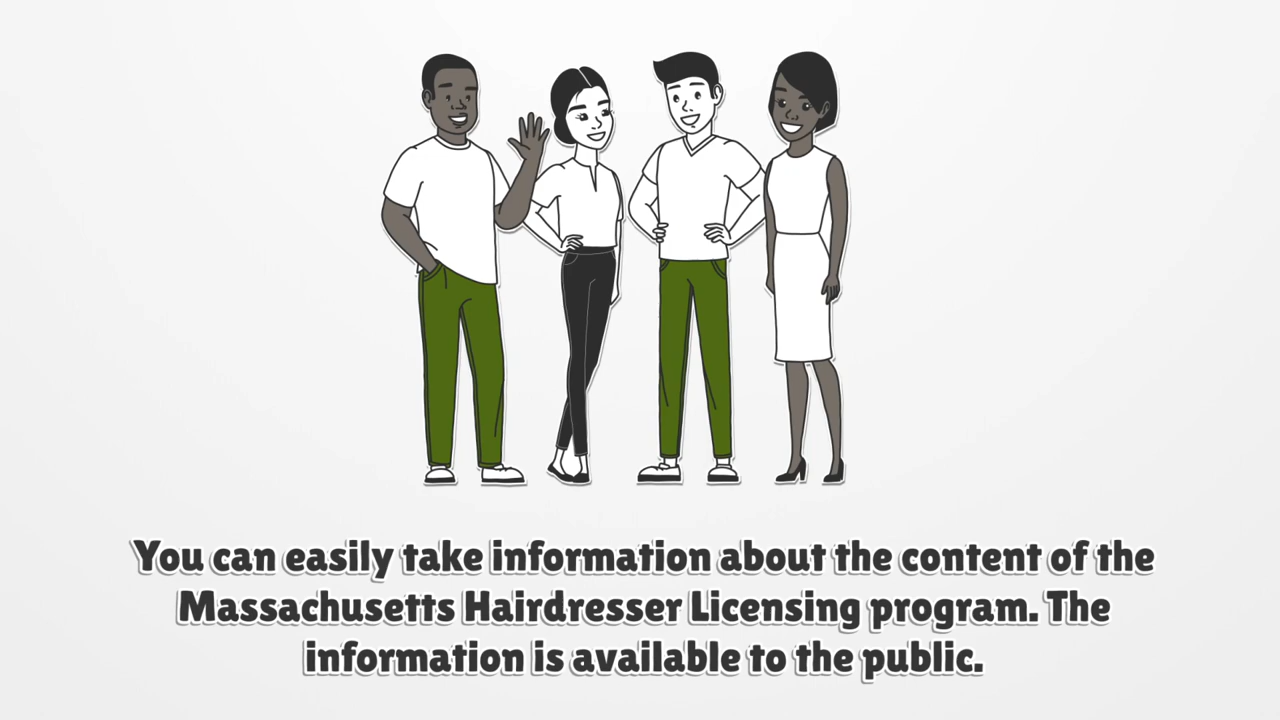 You can easily take information about the content of the
Massachusetts Hairdresser Licensing program. The
information is available to the public.